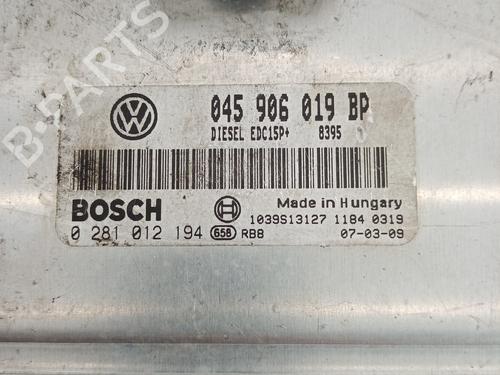 B-PARTS
045 906 019 BP
DIESEL EDC15P+ 8395
BOSCH
Made in Hungary
1039S13127 1184 0319
0 281 012 194 658 RB8 07-03-09